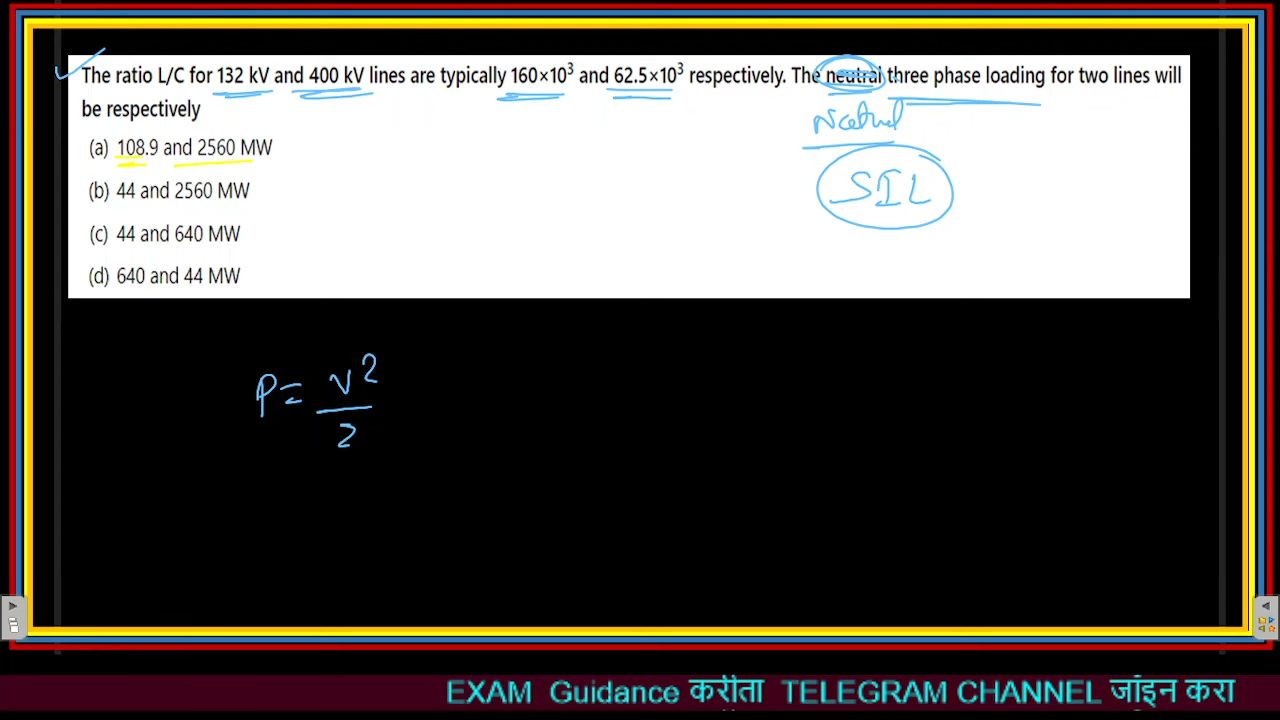 The ratio L/C for 132 kV and 400 kV lines are typically 160×10³ and 62.5×10³ respectively. The neutral three phase loading for two lines will
be respectively
Natural
(a) 108.9 and 2560 MW
SIL
(b) 44 and 2560 MW
(c) 44 and 640 MW
(d) 640 and 44 MW
P = V²
Z
EXAM Guidance करीता TELEGRAM CHANNEL जांइन करा